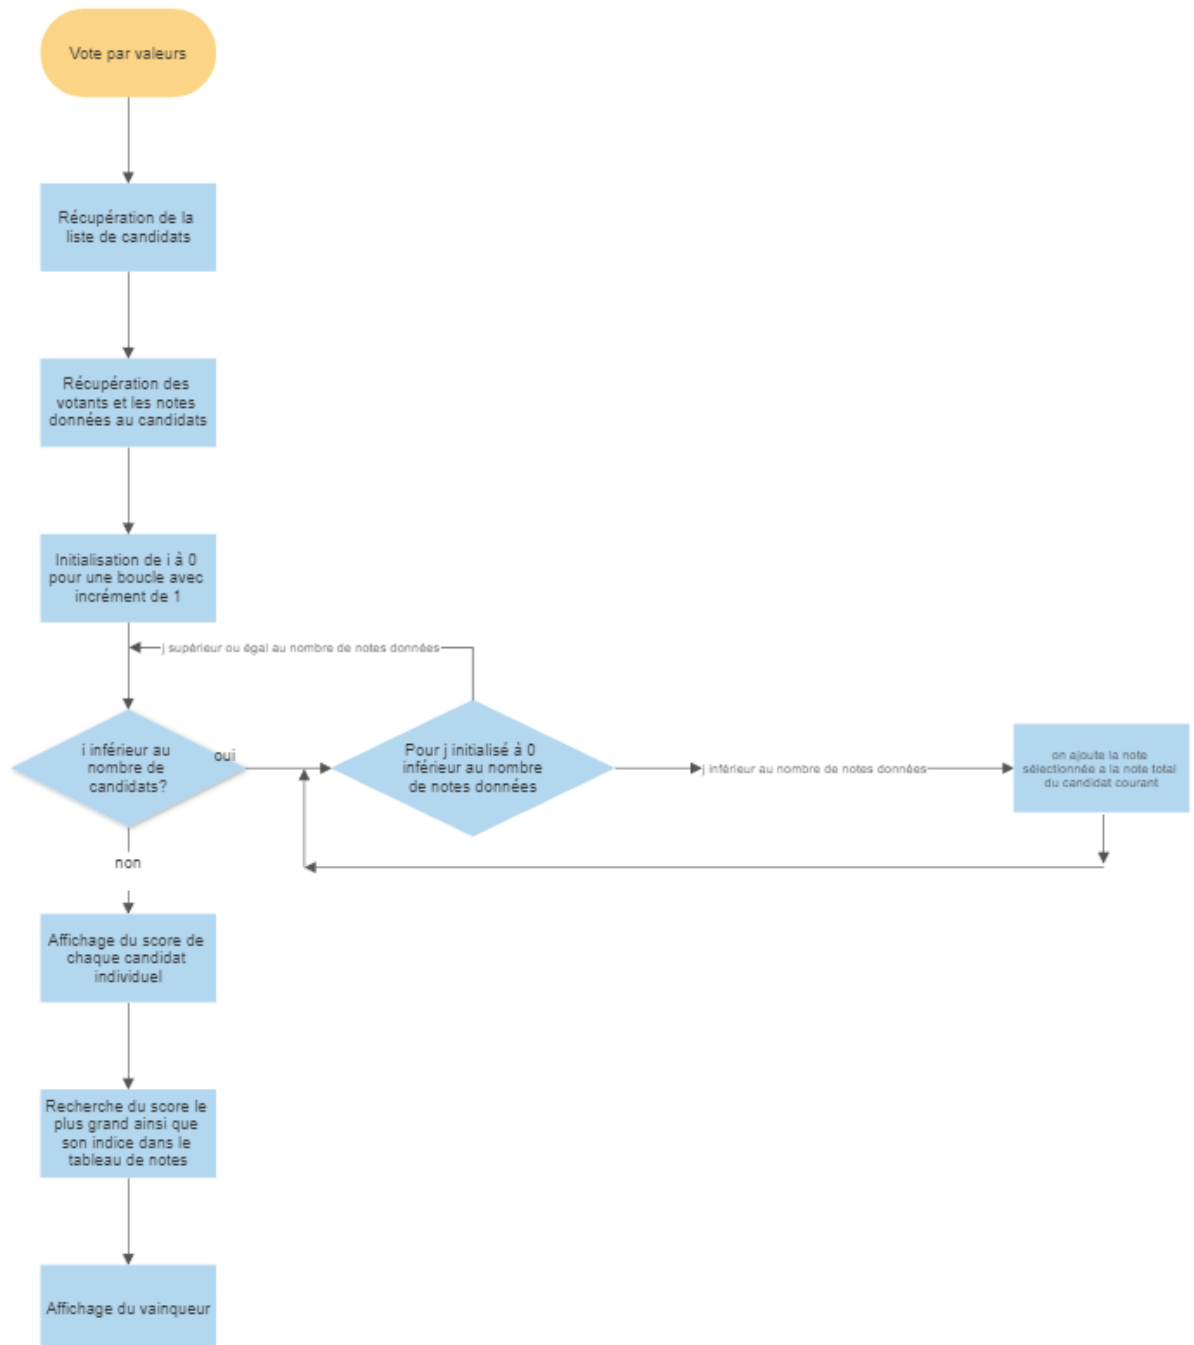 Vote par valeurs
Récupération de la
liste de candidats
Récupération des
votants et les notes
données au candidats
Initialisation de i à 0
pour une boucle avec
incrément de 1
j supérieur ou égal au nombre de notes données
i inférieur au
nombre de
candidats?
oui
Pour j initialisé à 0
inférieur au nombre
de notes données
j inférieur au nombre de notes données
on ajoute la note
sélectionnée a la note total
du candidat courant
non
Affichage du score de
chaque candidat
individuel
Recherche du score le
plus grand ainsi que
son indice dans le
tableau de notes
Affichage du vainqueur